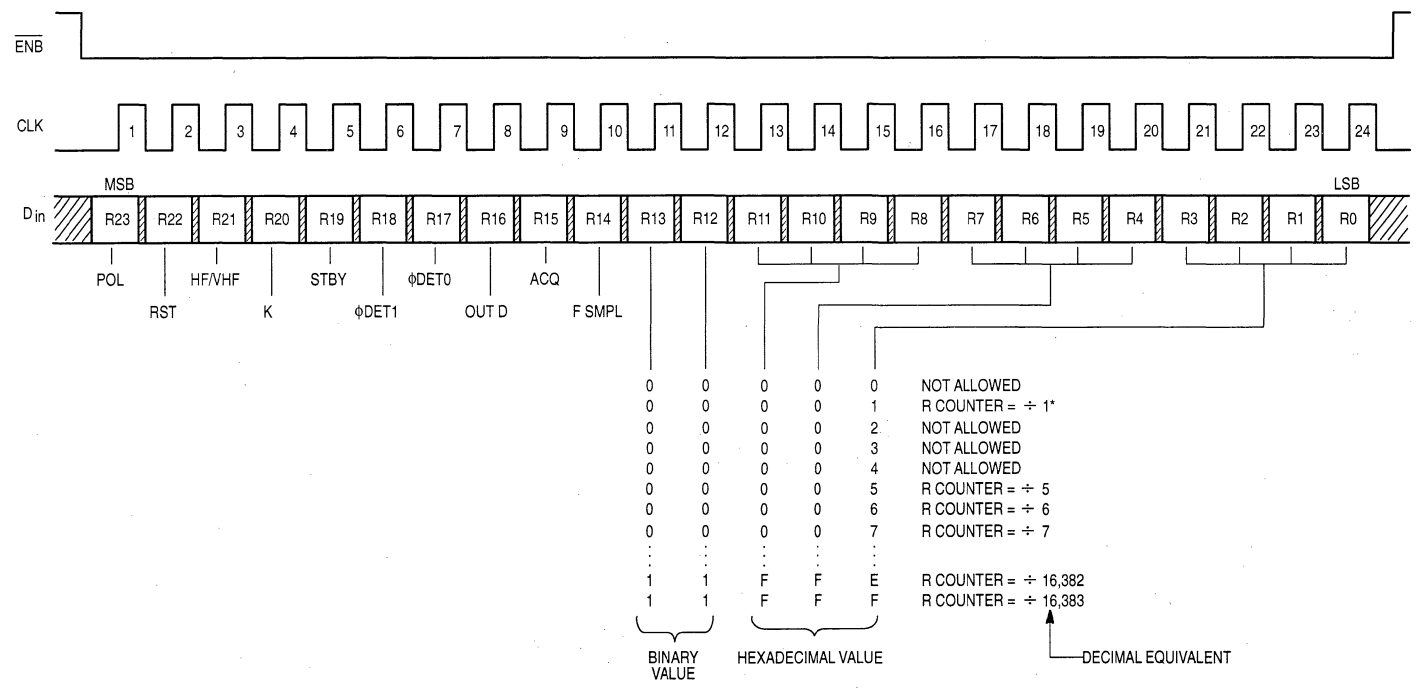 ENB
CLK
1 2 3 4 5 6 7 8 9 10 11 12 13 14 15 16 17 18 19 20 21 22 23 24
MSB LSB
Din R23 R22 R21 R20 R19 R18 R17 R16 R15 R14 R13 R12 R11 R10 R9 R8 R7 R6 R5 R4 R3 R2 R1 R0
POL HF/VHF STBY ϕDET0 ACQ
RST K ϕDET1 OUT D F SMPL
0 0 0 0 0 NOT ALLOWED
0 0 0 0 1 R COUNTER = ÷ 1*
0 0 0 0 2 NOT ALLOWED
0 0 0 0 3 NOT ALLOWED
0 0 0 0 4 NOT ALLOWED
0 0 0 0 5 R COUNTER = ÷ 5
0 0 0 0 6 R COUNTER = ÷ 6
0 0 0 0 7 R COUNTER = ÷ 7
1 1 F F E R COUNTER = ÷ 16,382
1 1 F F F R COUNTER = ÷ 16,383
BINARY VALUE HEXADECIMAL VALUE DECIMAL EQUIVALENT